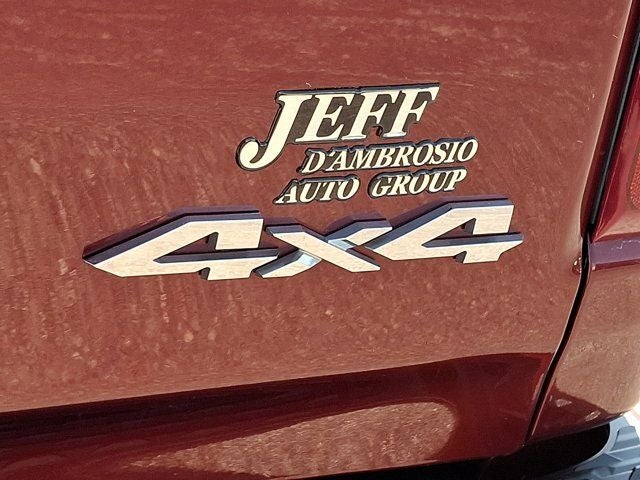 JEFF
D'AMBROSIO
AUTO GROUP
4x4